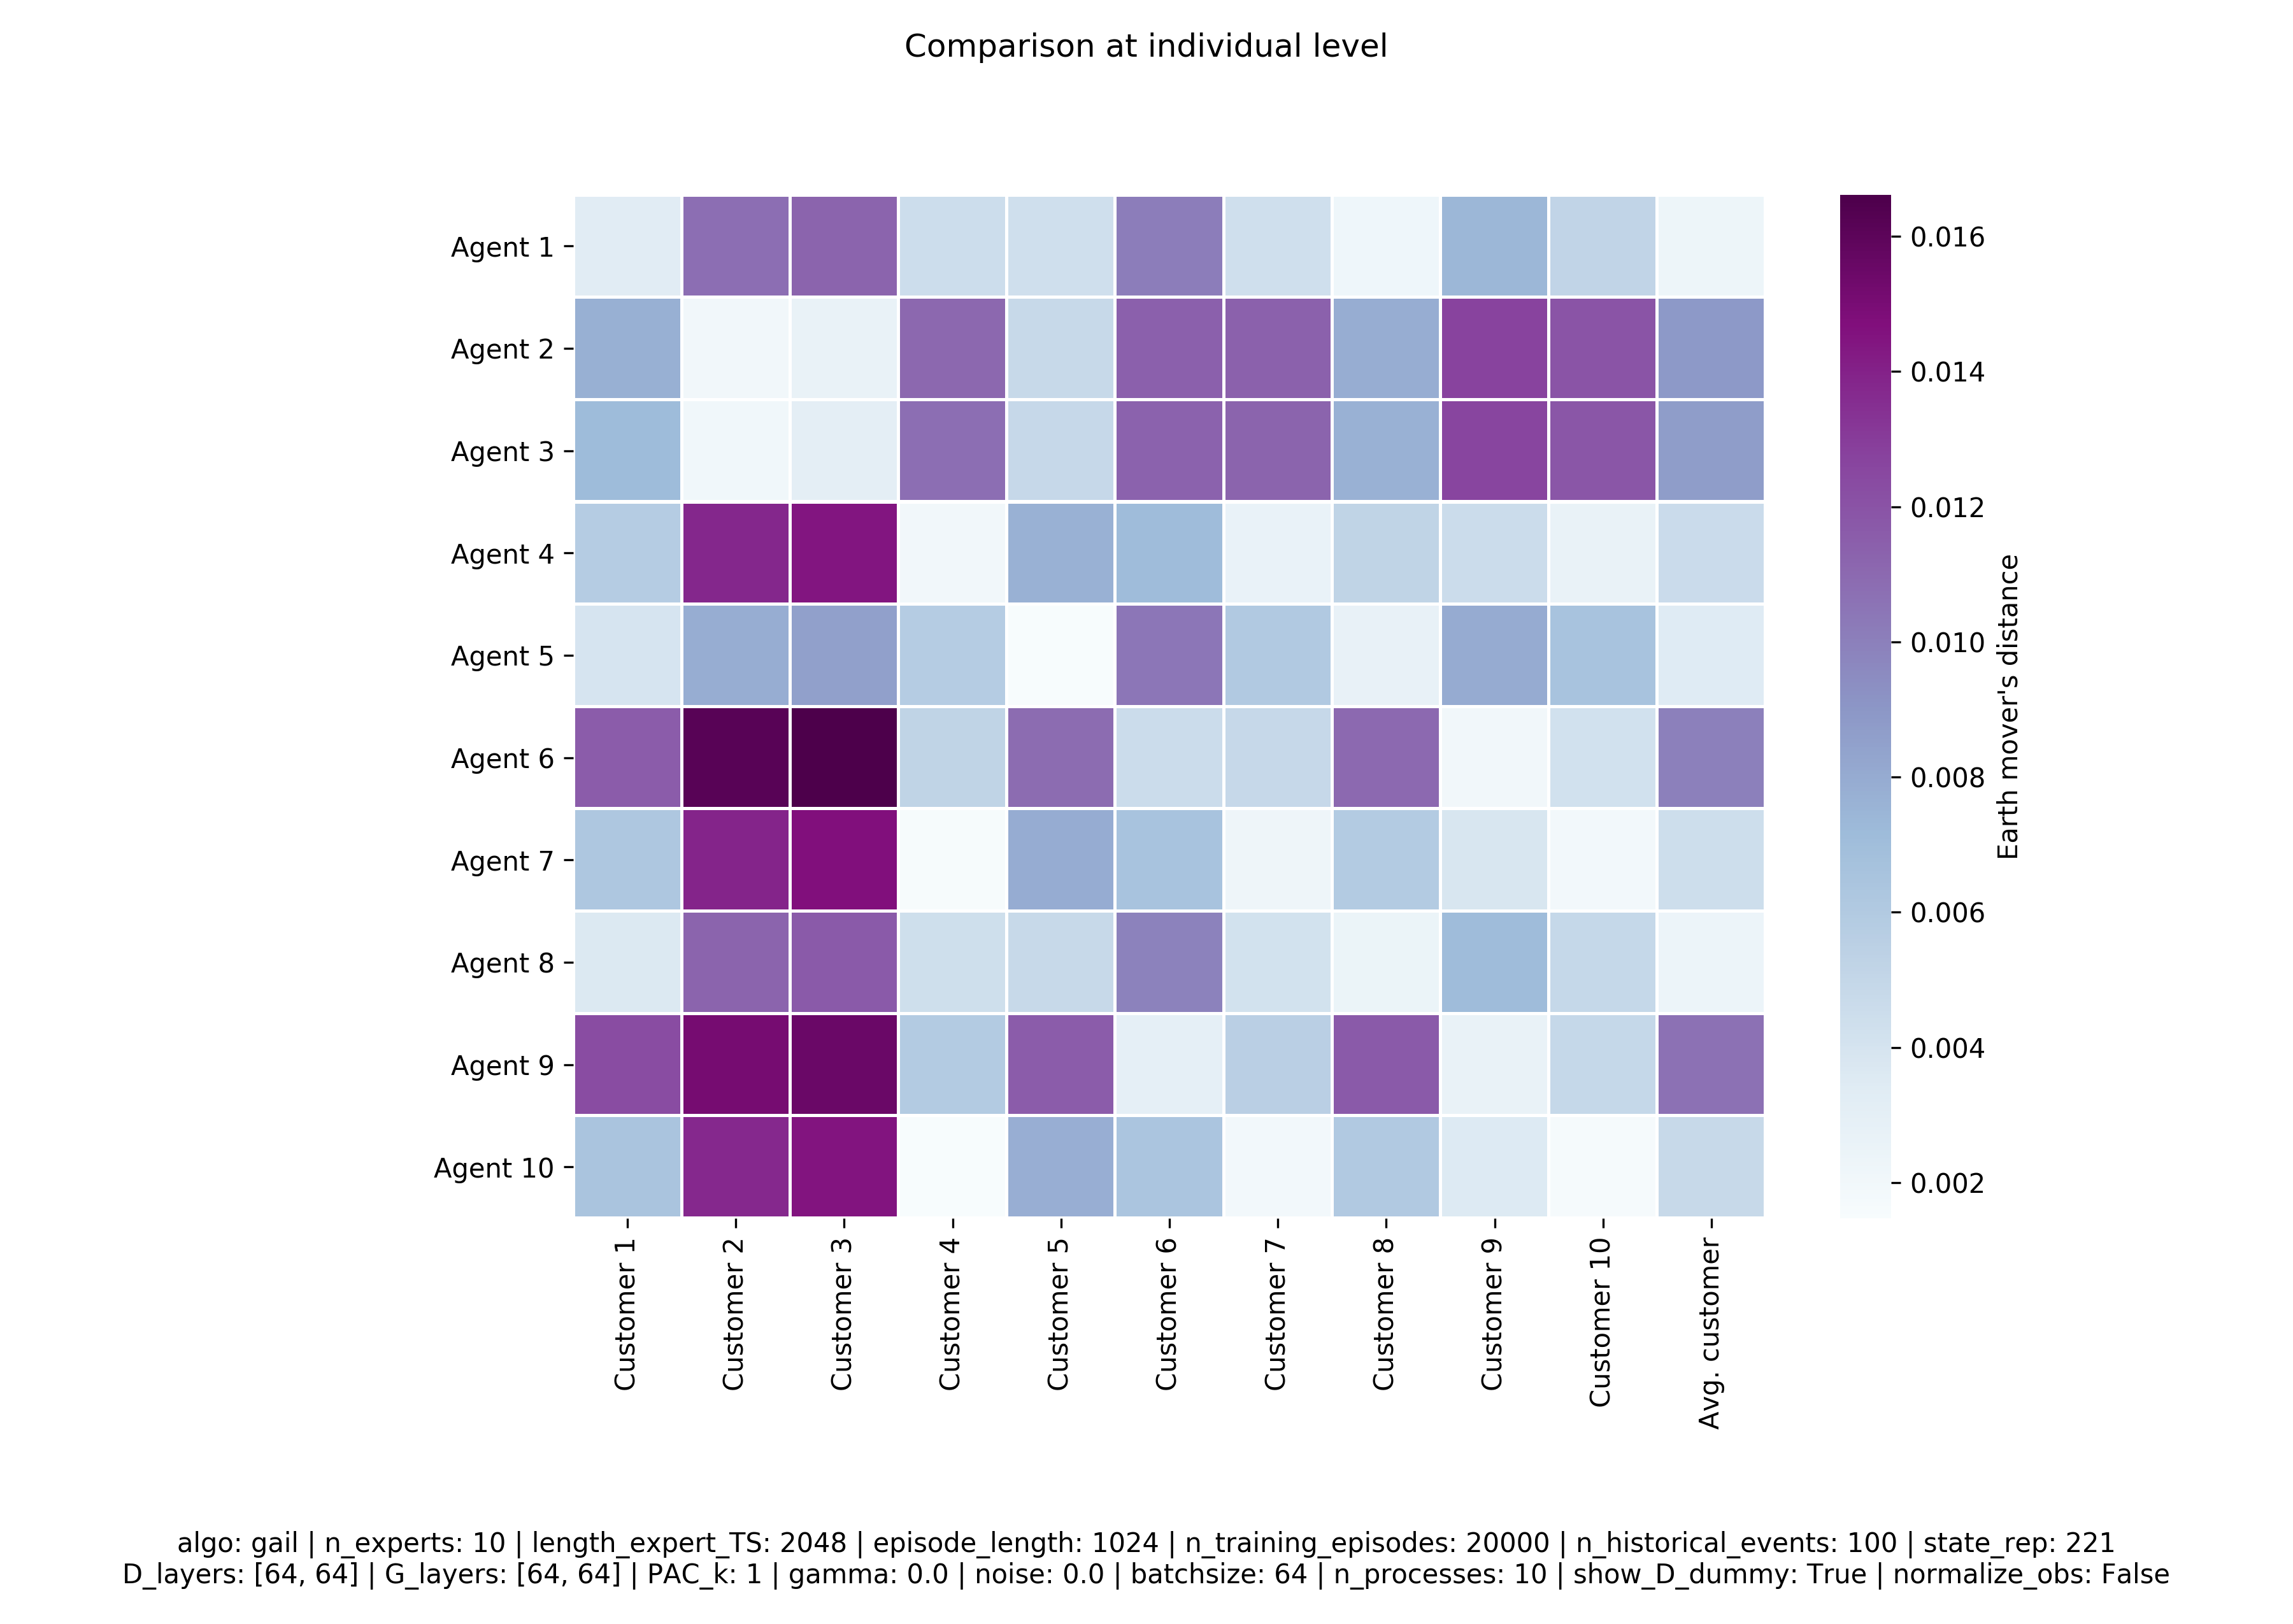 Comparison at individual level
Agent 1
Agent 2
Agent 3
Agent 4
Agent 5
Agent 6
Agent 7
Agent 8
Agent 9
Agent 10
Customer 1
Customer 2
Customer 3
Customer 4
Customer 5
Customer 6
Customer 7
Customer 8
Customer 9
Customer 10
Avg. customer
0.016
0.014
0.012
0.010
0.008
0.006
0.004
0.002
Earth mover's distance
algo: gail | n_experts: 10 | length_expert_TS: 2048 | episode_length: 1024 | n_training_episodes: 20000 | n_historical_events: 100 | state_rep: 221
D_layers: [64, 64] | G_layers: [64, 64] | PAC_k: 1 | gamma: 0.0 | noise: 0.0 | batchsize: 64 | n_processes: 10 | show_D_dummy: True | normalize_obs: False